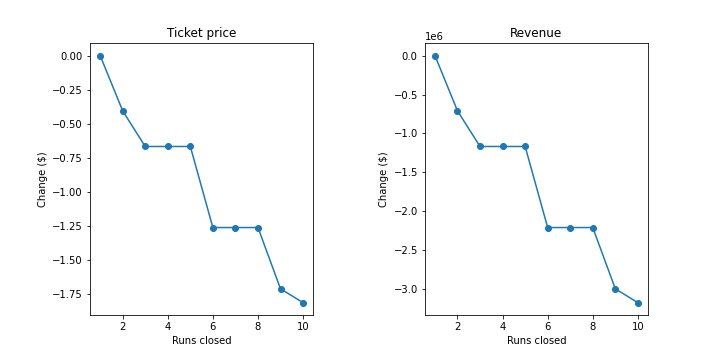 Ticket price
0.00
−0.25
−0.50
−0.75
−1.00
−1.25
−1.50
−1.75
Change ($)
2 4 6 8 10
Runs closed
Revenue
1e6
0.0
−0.5
−1.0
−1.5
−2.0
−2.5
−3.0
Change ($)
2 4 6 8 10
Runs closed